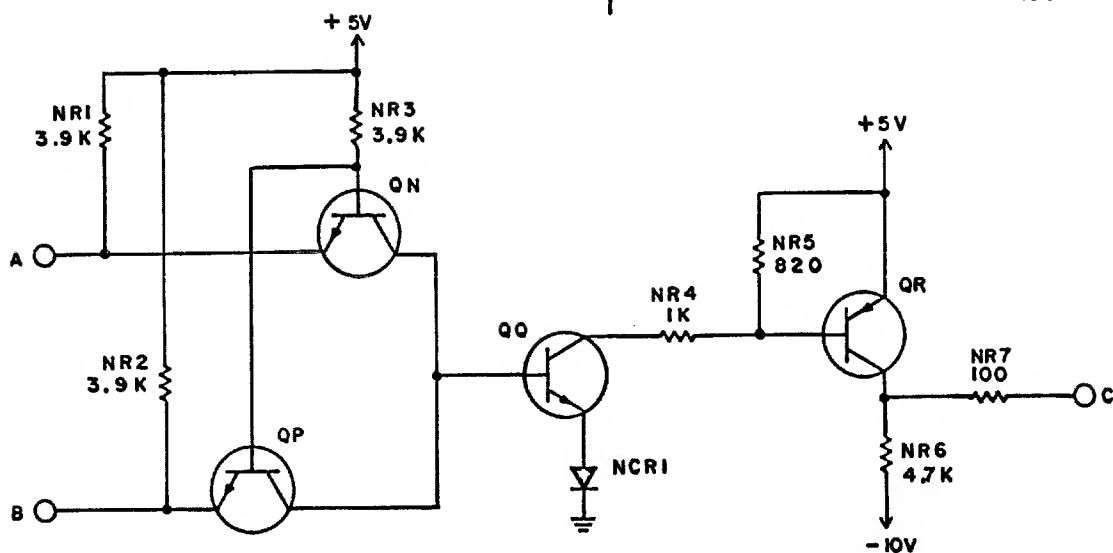 +5V
NR1
3.9K
NR3
3.9K
QN
A
+5V
NR5
820
QR
NR4
1K
QQ
NR7
100
C
NR2
3.9K
QP
NCR1
NR6
4.7K
B
-10V